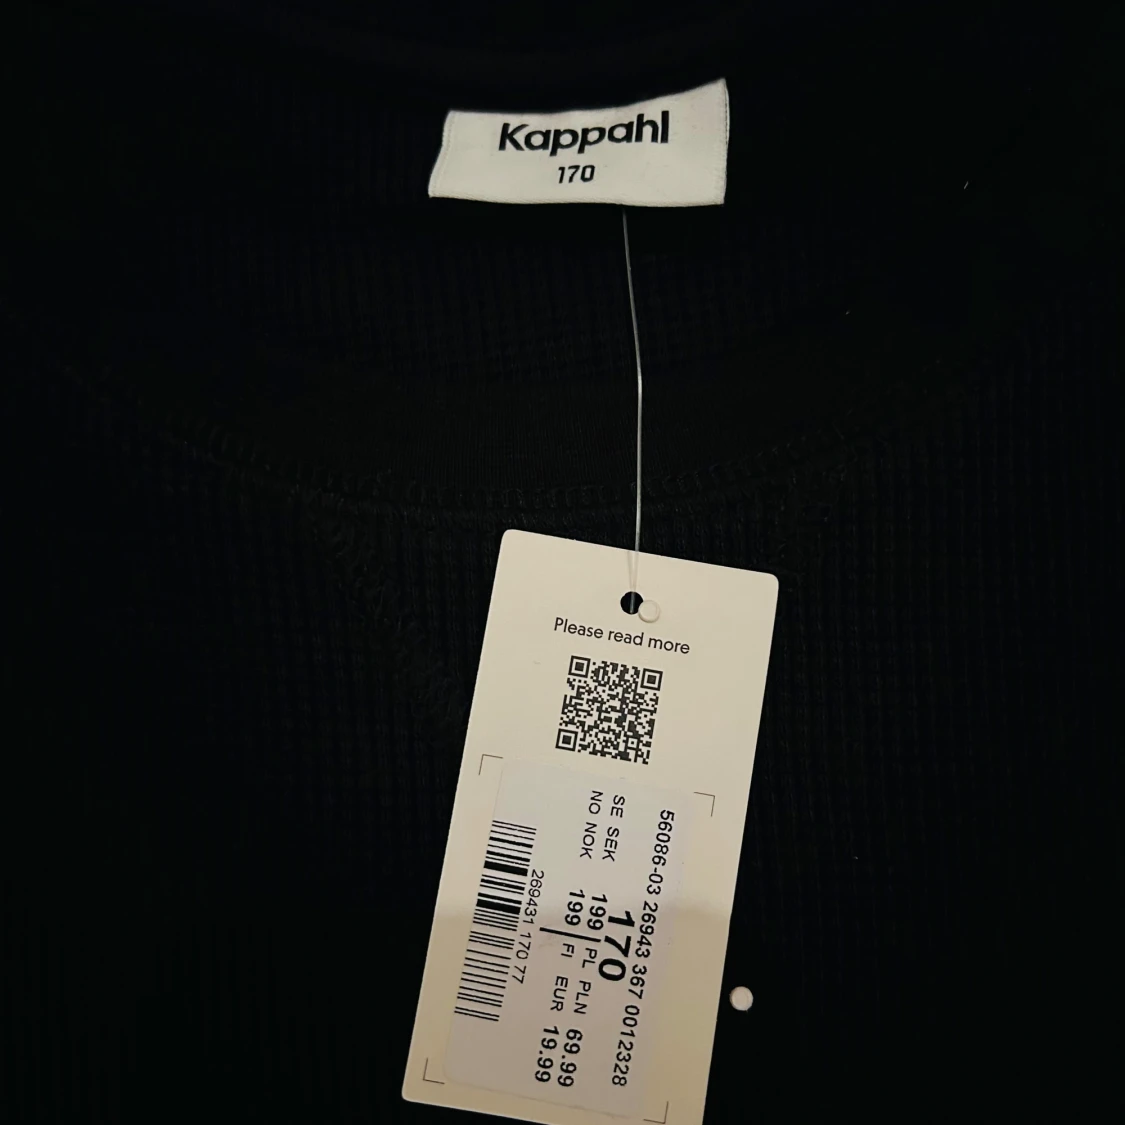 Kappahl
170
Please read more
56086-03 26943 367 0012328
170
SE SEK 199 PL PLN 69.99
NO NOK 199 FI EUR 19.99
269431 170 77